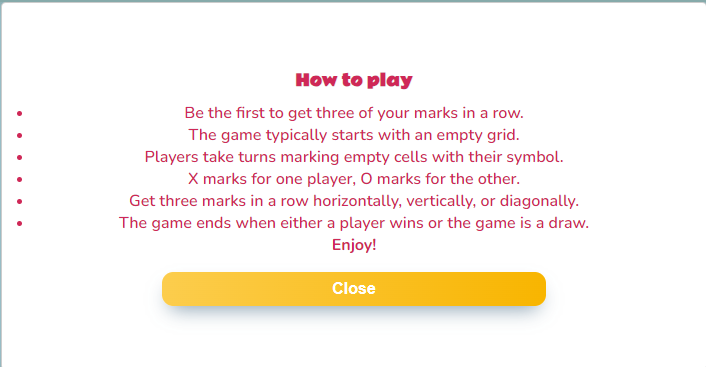 How to play
Be the first to get three of your marks in a row.
The game typically starts with an empty grid.
Players take turns marking empty cells with their symbol.
X marks for one player, O marks for the other.
Get three marks in a row horizontally, vertically, or diagonally.
The game ends when either a player wins or the game is a draw.
Enjoy!
Close